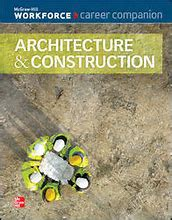 McGraw-Hill
WORKFORCE career companion
ARCHITECTURE
& CONSTRUCTION